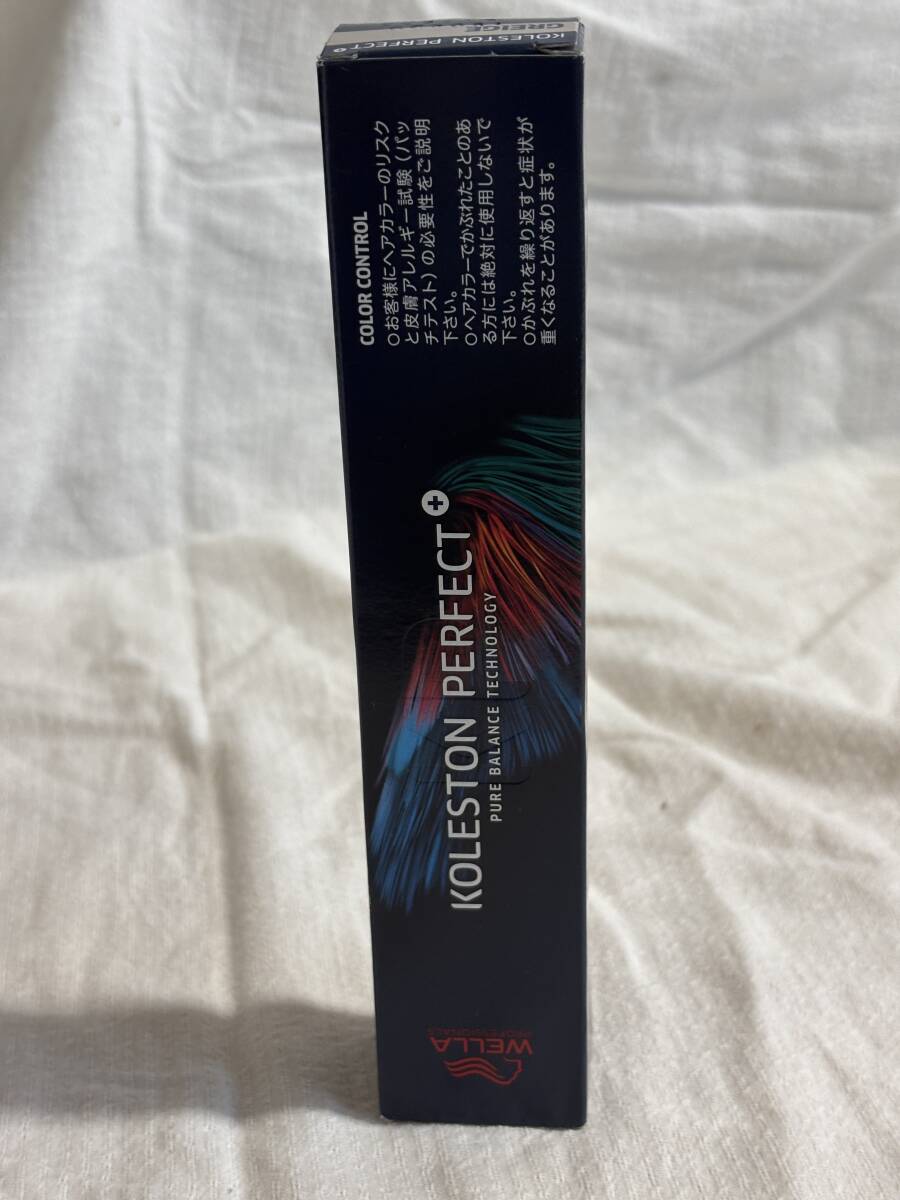 KOLESTON PERFECT+
GREIGE
COLOR CONTROL
○お客様にヘアカラーのリスク
と皮膚アレルギー試験（パッ
チテスト）の必要性をご説明
下さい。
○ヘアカラーでかぶれたことのあ
る方には絶対に使用しないで
下さい。
○かぶれを繰り返すと症状が
重くなることがあります。
KOLESTON PERFECT+
PURE BALANCE TECHNOLOGY
WELLA
PROFESSIONALS